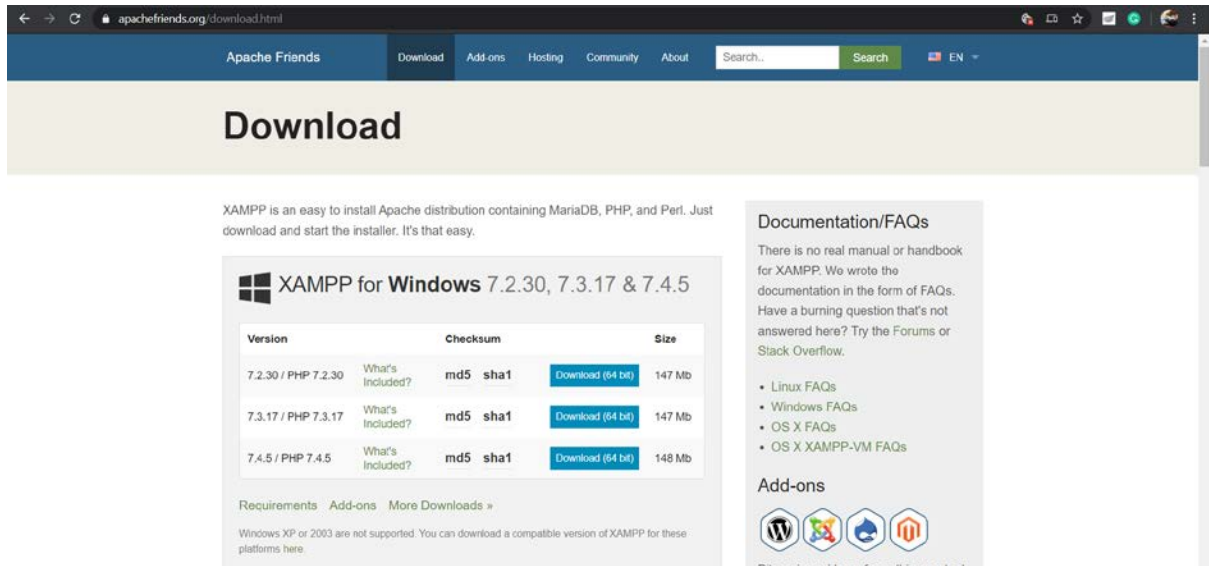 apachefriends.org/download.html
Apache Friends
Download
Add-ons
Hosting
Community
About
Search..
Search
EN
Download
XAMPP is an easy to install Apache distribution containing MariaDB, PHP, and Perl. Just
download and start the installer. It's that easy.
XAMPP for Windows 7.2.30, 7.3.17 & 7.4.5
Version Checksum Size
7.2.30 / PHP 7.2.30 What's Included? md5 sha1 Download (64 bit) 147 Mb
7.3.17 / PHP 7.3.17 What's Included? md5 sha1 Download (64 bit) 147 Mb
7.4.5 / PHP 7.4.5 What's Included? md5 sha1 Download (64 bit) 148 Mb
Requirements Add-ons More Downloads »
Windows XP or 2003 are not supported. You can download a compatible version of XAMPP for these
platforms here.
Documentation/FAQs
There is no real manual or handbook
for XAMPP. We wrote the
documentation in the form of FAQs.
Have a burning question that's not
answered here? Try the Forums or
Stack Overflow.
• Linux FAQs
• Windows FAQs
• OS X FAQs
• OS X XAMPP-VM FAQs
Add-ons